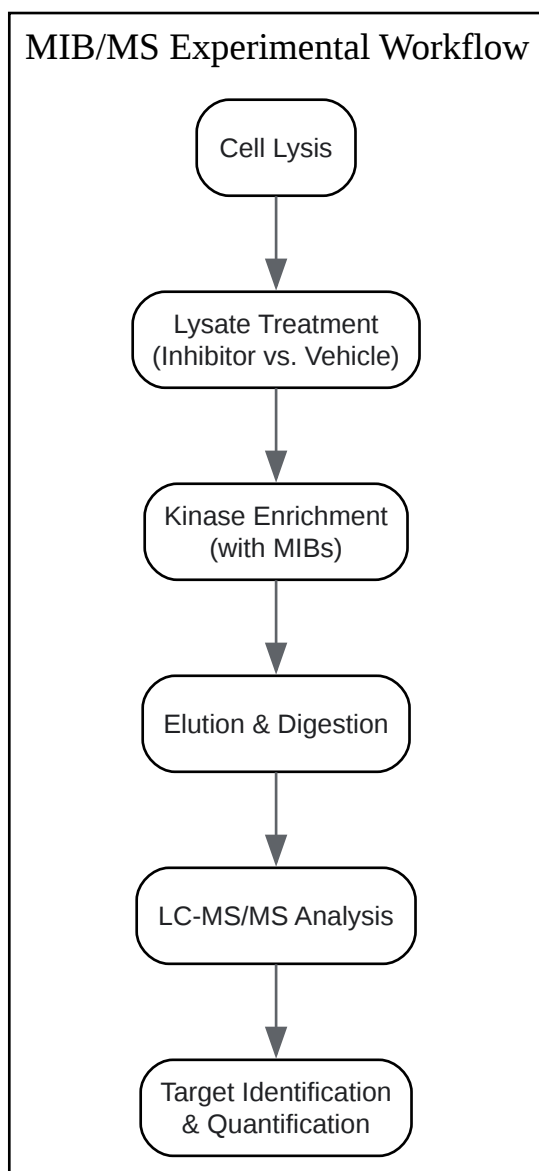 MIB/MS Experimental Workflow
Cell Lysis
Lysate Treatment
(Inhibitor vs. Vehicle)
Kinase Enrichment
(with MIBs)
Elution & Digestion
LC-MS/MS Analysis
Target Identification
& Quantification